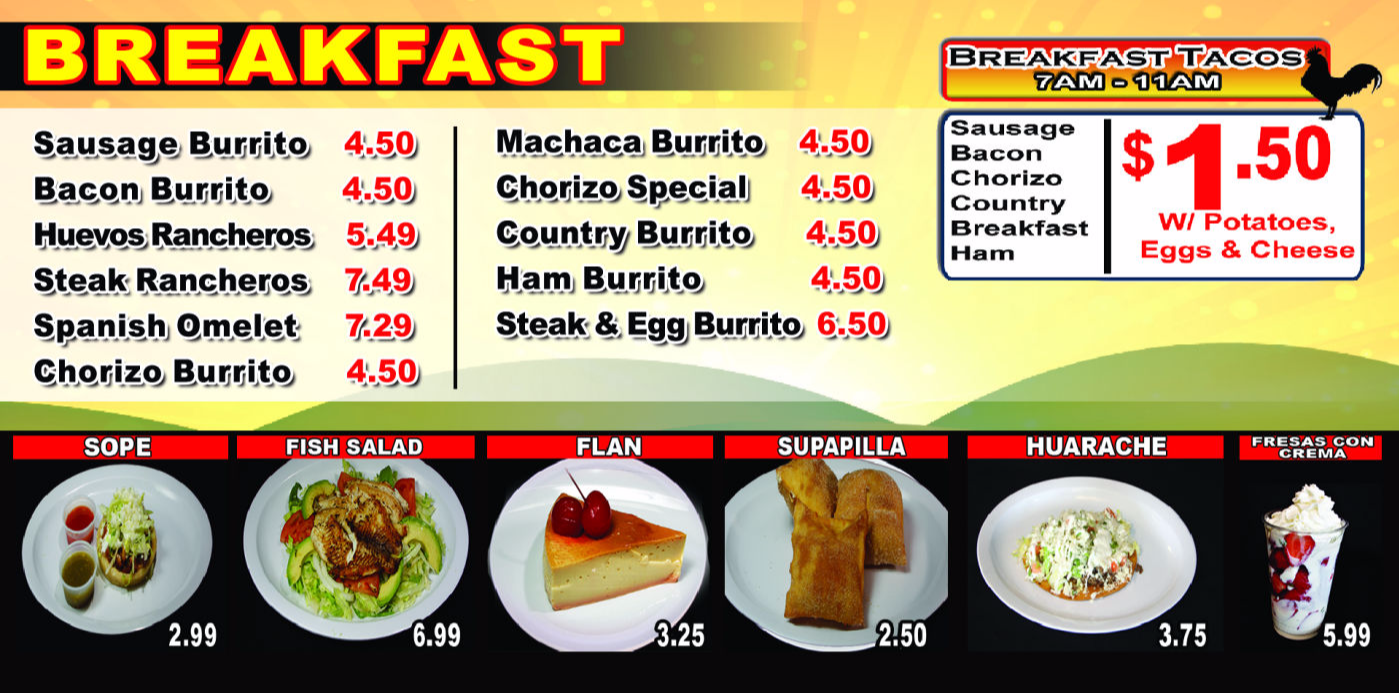 BREAKFAST
Sausage Burrito 4.50
Bacon Burrito 4.50
Huevos Rancheros 5.49
Steak Rancheros 7.49
Spanish Omelet 7.29
Chorizo Burrito 4.50
Machaca Burrito 4.50
Chorizo Special 4.50
Country Burrito 4.50
Ham Burrito 4.50
Steak & Egg Burrito 6.50
BREAKFAST TACOS
7AM - 11AM
Sausage
Bacon
Chorizo
Country
Breakfast
Ham
$1.50
W/ Potatoes,
Eggs & Cheese
SOPE
2.99
FISH SALAD
6.99
FLAN
3.25
SUPAPILLA
2.50
HUARACHE
3.75
FRESAS CON
CREMA
5.99